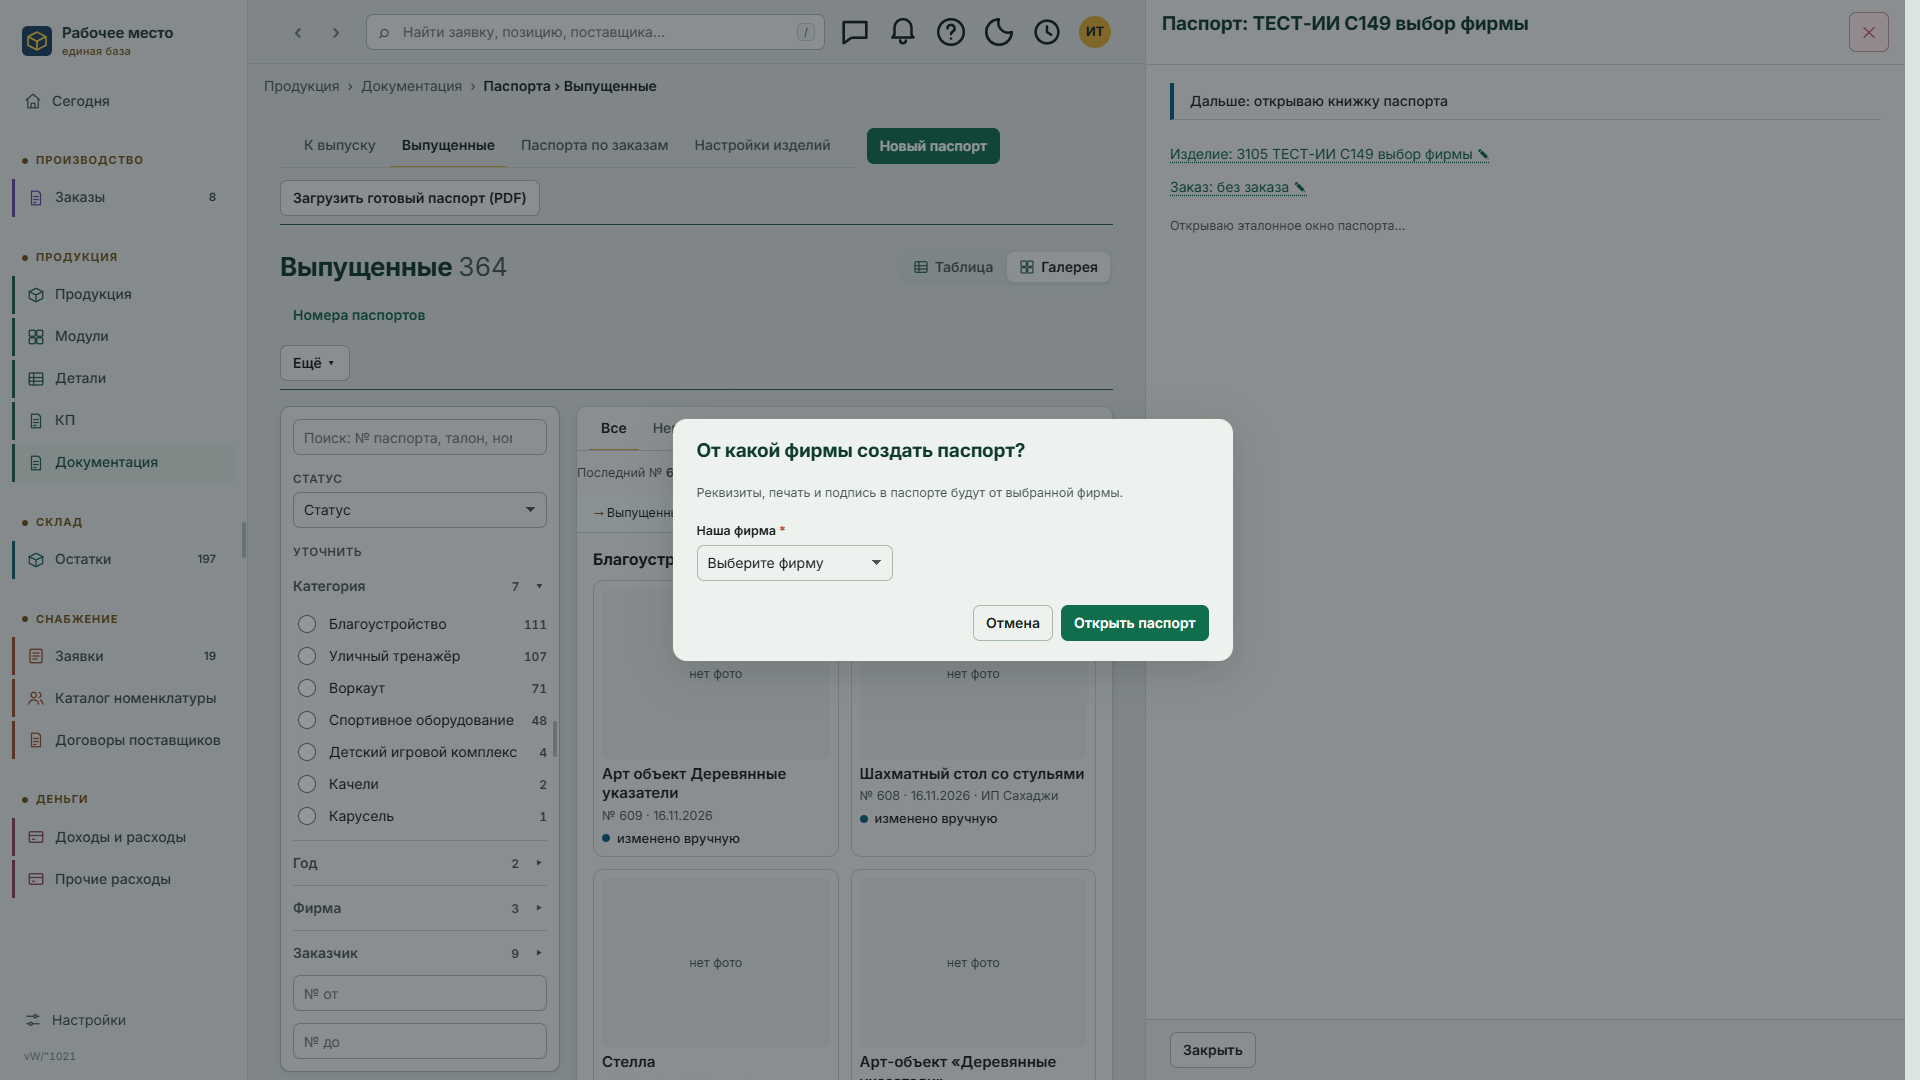 Рабочее место
единая база
Сегодня
ПРОИЗВОДСТВО
Заказы 8
ПРОДУКЦИЯ
Продукция
Модули
Детали
КП
Документация
СКЛАД
Остатки 197
СНАБЖЕНИЕ
Заявки 19
Каталог номенклатуры
Договоры поставщиков
ДЕНЬГИ
Доходы и расходы
Прочие расходы
Настройки
vW/"1021
Найти заявку, позицию, поставщика... /
ИТ
Продукция › Документация › Паспорта › Выпущенные
К выпуску Выпущенные Паспорта по заказам Настройки изделий Новый паспорт
Загрузить готовый паспорт (PDF)
Выпущенные 364
Таблица Галерея
Номера паспортов
Ещё
Поиск: № паспорта, талон, ног
СТАТУС
Статус
УТОЧНИТЬ
Категория 7
Благоустройство 111
Уличный тренажёр 107
Воркаут 71
Спортивное оборудование 48
Детский игровой комплекс 4
Качели 2
Карусель 1
Год 2
Фирма 3
Заказчик 9
№ от
№ до
Все
Последний № 6
→ Выпущенн
Благоустр
нет фото
Арт объект Деревянные указатели
№ 609 · 16.11.2026
изменено вручную
нет фото
Шахматный стол со стульями
№ 608 · 16.11.2026 · ИП Сахаджи
изменено вручную
нет фото
Стелла
нет фото
Арт-объект «Деревянные
От какой фирмы создать паспорт?
Реквизиты, печать и подпись в паспорте будут от выбранной фирмы.
Наша фирма *
Выберите фирму
Отмена Открыть паспорт
Паспорт: ТЕСТ-ИИ С149 выбор фирмы
Дальше: открываю книжку паспорта
Изделие: 3105 ТЕСТ-ИИ С149 выбор фирмы
Заказ: без заказа
Открываю эталонное окно паспорта...
Закрыть